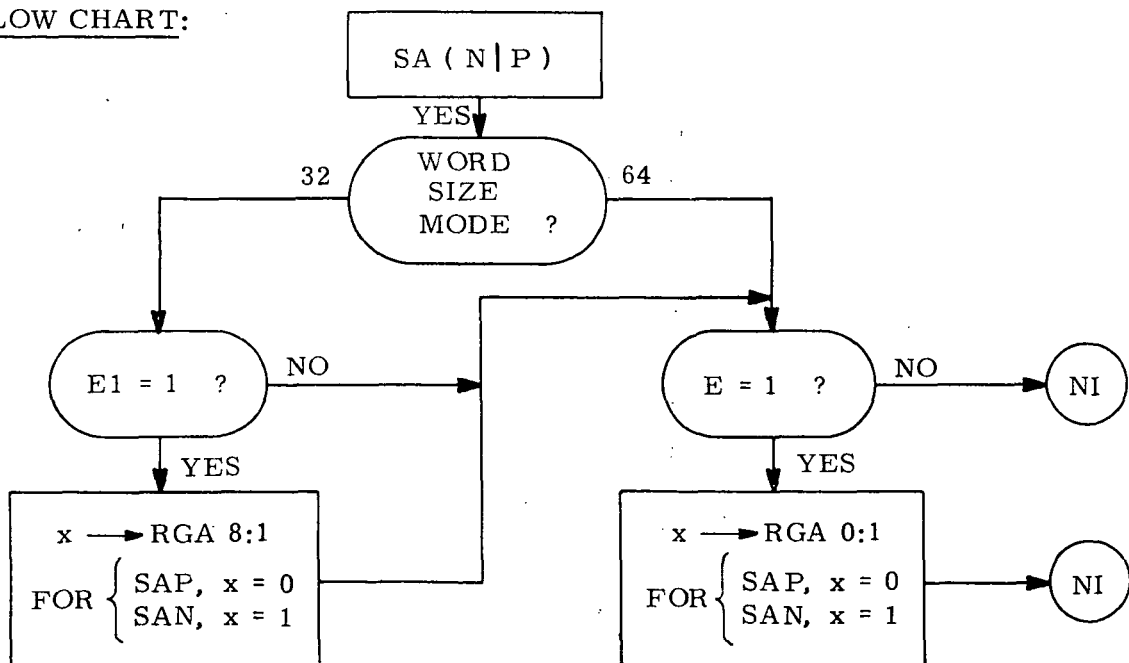 LOW CHART:
SA ( N | P )
YES
WORD
SIZE
MODE ?
32
64
E1 = 1 ?
NO
E = 1 ?
NO
NI
YES
YES
x → RGA 8:1
FOR { SAP, x = 0
SAN, x = 1
x → RGA 0:1
FOR { SAP, x = 0
SAN, x = 1
NI